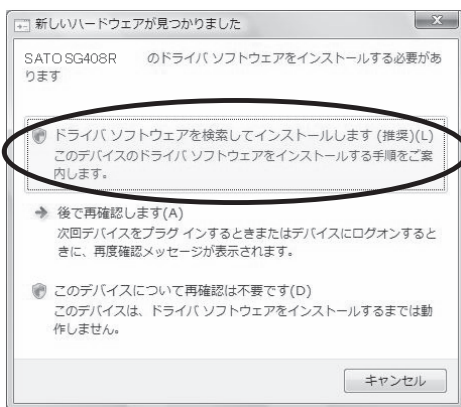 新しいハードウェアが見つかりました
SATO SG408R のドライバ ソフトウェアをインストールする必要があ
ります
ドライバ ソフトウェアを検索してインストールします (推奨)(L)
このデバイスのドライバ ソフトウェアをインストールする手順をご案
内します。
後で再確認します(A)
次回デバイスをプラグ インするときまたはデバイスにログオンすると
きに、再度確認メッセージが表示されます。
このデバイスについて再確認は不要です(D)
このデバイスは、ドライバ ソフトウェアをインストールするまでは動
作しません。
キャンセル